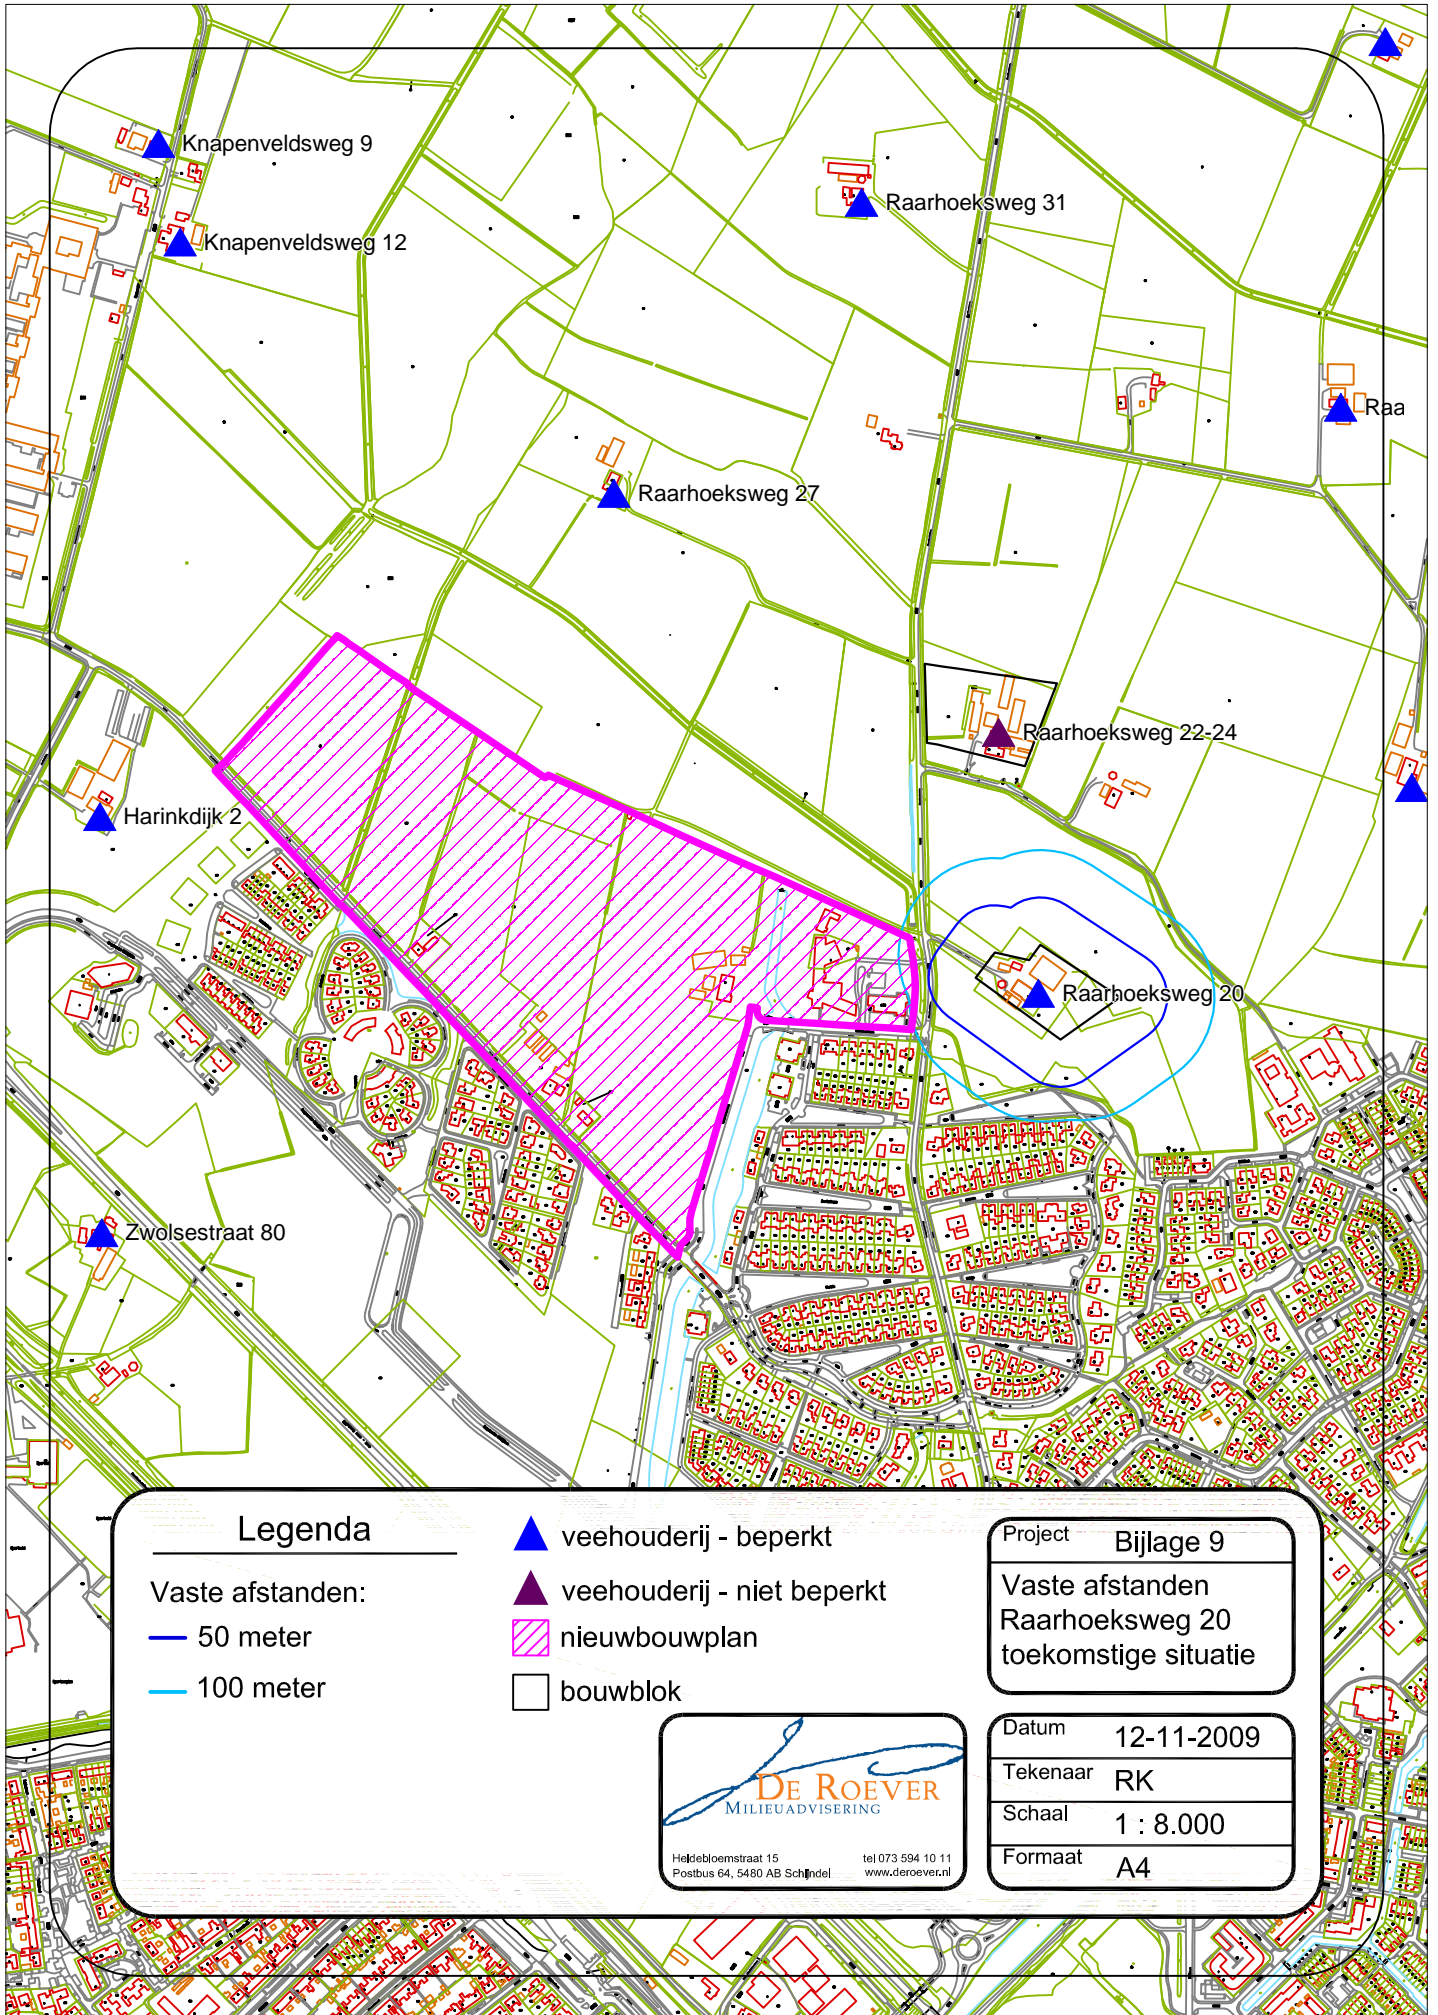 Knapenveldsweg 9
Raarhoeksweg 31
Knapenveldsweg 12
Raa
Raarhoeksweg 27
Raarhoeksweg 22-24
Harinkdijk 2
Raarhoeksweg 20
Zwolsestraat 80
Legenda
Vaste afstanden:
50 meter
100 meter
veehouderij - beperkt
veehouderij - niet beperkt
nieuwbouwplan
bouwblok
Project Bijlage 9
Vaste afstanden
Raarhoeksweg 20
toekomstige situatie
DE ROEVER
MILIEUADVISERING
Heldebloemstraat 15 tel 073 594 10 11
Postbus 64, 5480 AB Schijndel www.deroever.nl
Datum 12-11-2009
Tekenaar RK
Schaal 1 : 8.000
Formaat A4